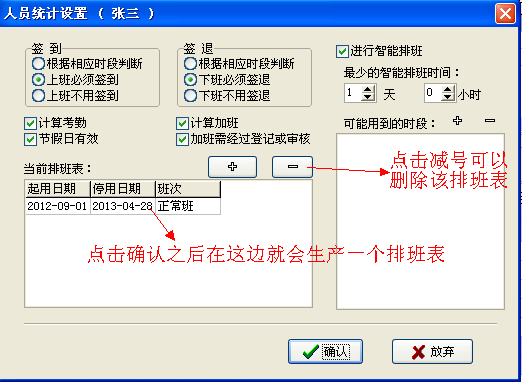 人员统计设置 ( 张三 )
签 到
根据相应时段判断
上班必须签到
上班不用签到
签 退
根据相应时段判断
下班必须签退
下班不用签退
进行智能排班
最少的智能排班时间：
1 天 0 小时
计算考勤
节假日有效
计算加班
加班需经过登记或审核
可能用到的时段： + -
当前排班表： + -
点击减号可以
删除该排班表
起用日期 停用日期 班次
2012-09-01 2013-04-28 正常班
点击确认之后在这边就会生产一个排班表
确认 放弃